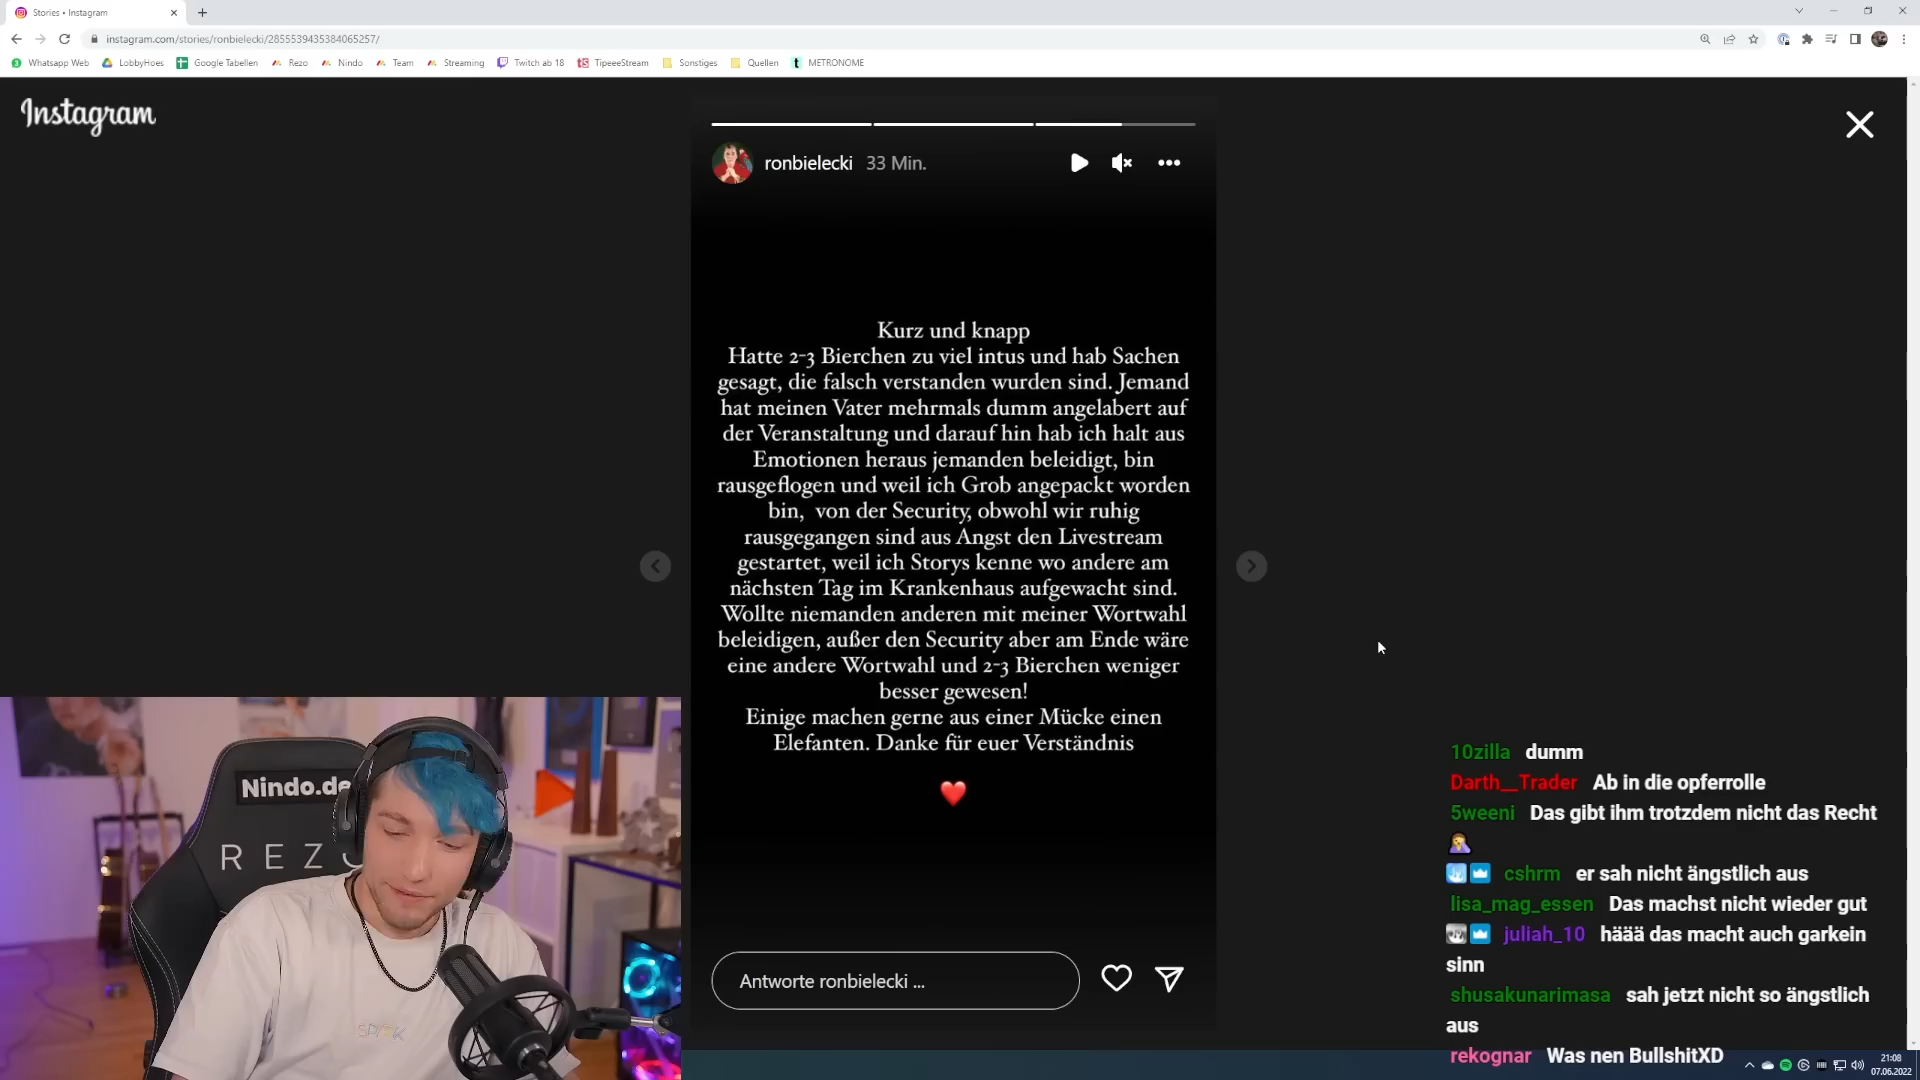 Stories • Instagram
instagram.com/stories/ronbielecki/2855539435384065257/
Whatsapp Web LobbyHoes Google Tabellen Rezo Nindo Team Streaming Twitch ab 18 TipeeeStream Sonstiges Quellen METRONOME
Instagram
ronbielecki 33 Min.
Kurz und knapp
Hatte 2-3 Bierchen zu viel intus und hab Sachen
gesagt, die falsch verstanden wurden sind. Jemand
hat meinen Vater mehrmals dumm angelabert auf
der Veranstaltung und darauf hin hab ich halt aus
Emotionen heraus jemanden beleidigt, bin
rausgeflogen und weil ich Grob angepackt worden
bin, von der Security, obwohl wir ruhig
rausgegangen sind aus Angst den Livestream
gestartet, weil ich Storys kenne wo andere am
nächsten Tag im Krankenhaus aufgewacht sind.
Wollte niemanden anderen mit meiner Wortwahl
beleidigen, außer den Security aber am Ende wäre
eine andere Wortwahl und 2-3 Bierchen weniger
besser gewesen!
Einige machen gerne aus einer Mücke einen
Elefanten. Danke für euer Verständnis
❤️
Antworte ronbielecki ...
Nindo.de
REZO
10zilla dumm
Darth__Trader Ab in die opferrolle
5weeni Das gibt ihm trotzdem nicht das Recht
cshrm er sah nicht ängstlich aus
lisa_mag_essen Das machst nicht wieder gut
juliah_10 häää das macht auch garkein
sinn
shusakunarimasa sah jetzt nicht so ängstlich
aus
rekognar Was nen BullshitXD
21:08
07.06.2022